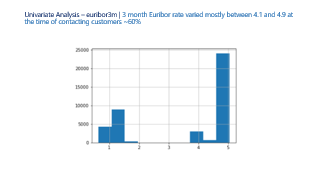 Univariate Analysis – euribor3m | 3 month Euribor rate varied mostly between 4.1 and 4.9 at
the time of contacting customers ~60%
25000
20000
15000
10000
5000
0
1 2 3 4 5